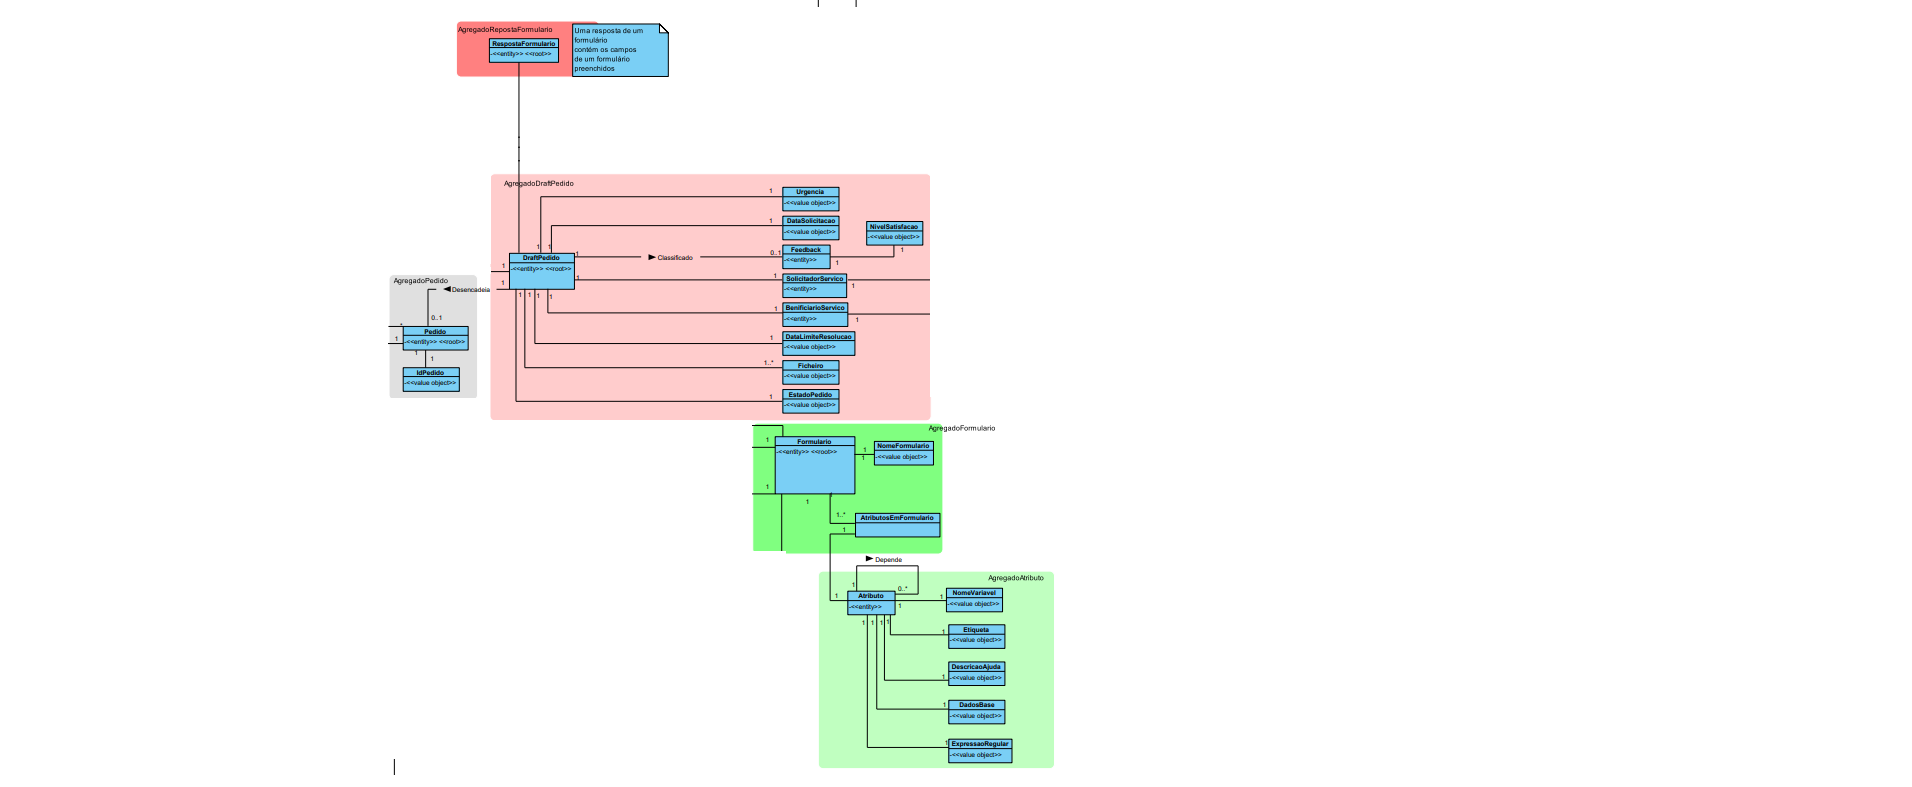 AgregadoRepostaFormulario
RespostaFormulario
-<<entity>> <<root>>
Uma resposta de um
formulário
contém os campos
de um formulário
preenchidos
AgregadoDraftPedido
1
Urgencia
-<<value object>>
1
DataSolicitacao
-<<value object>>
NivelSatisfacao
-<<value object>>
1
1
1
DraftPedido
-<<entity>> <<root>>
1
Classificado
0..1
Feedback
-<<entity>>
1
1
1
1
SolicitadorServico
-<<entity>>
1
AgregadoPedido
Desencadeia
1
1
1
1
1
1
BenificiarioServico
-<<entity>>
1
0..1
*
Pedido
-<<entity>> <<root>>
1
1
1
1
DataLimiteResolucao
-<<value object>>
IdPedido
-<<value object>>
1..*
Ficheiro
-<<value object>>
1
EstadoPedido
-<<value object>>
AgregadoFormulario
1
Formulario
-<<entity>> <<root>>
1
1
NomeFormulario
-<<value object>>
1
1
1..*
AtributosEmFormulario
1
Depende
AgregadoAtributo
1
0..*
1
Atributo
-<<entity>>
1
1
NomeVariavel
-<<value object>>
1
1
1
1
1
Etiqueta
-<<value object>>
1
DescricaoAjuda
-<<value object>>
1
DadosBase
-<<value object>>
1
ExpressaoRegular
-<<value object>>